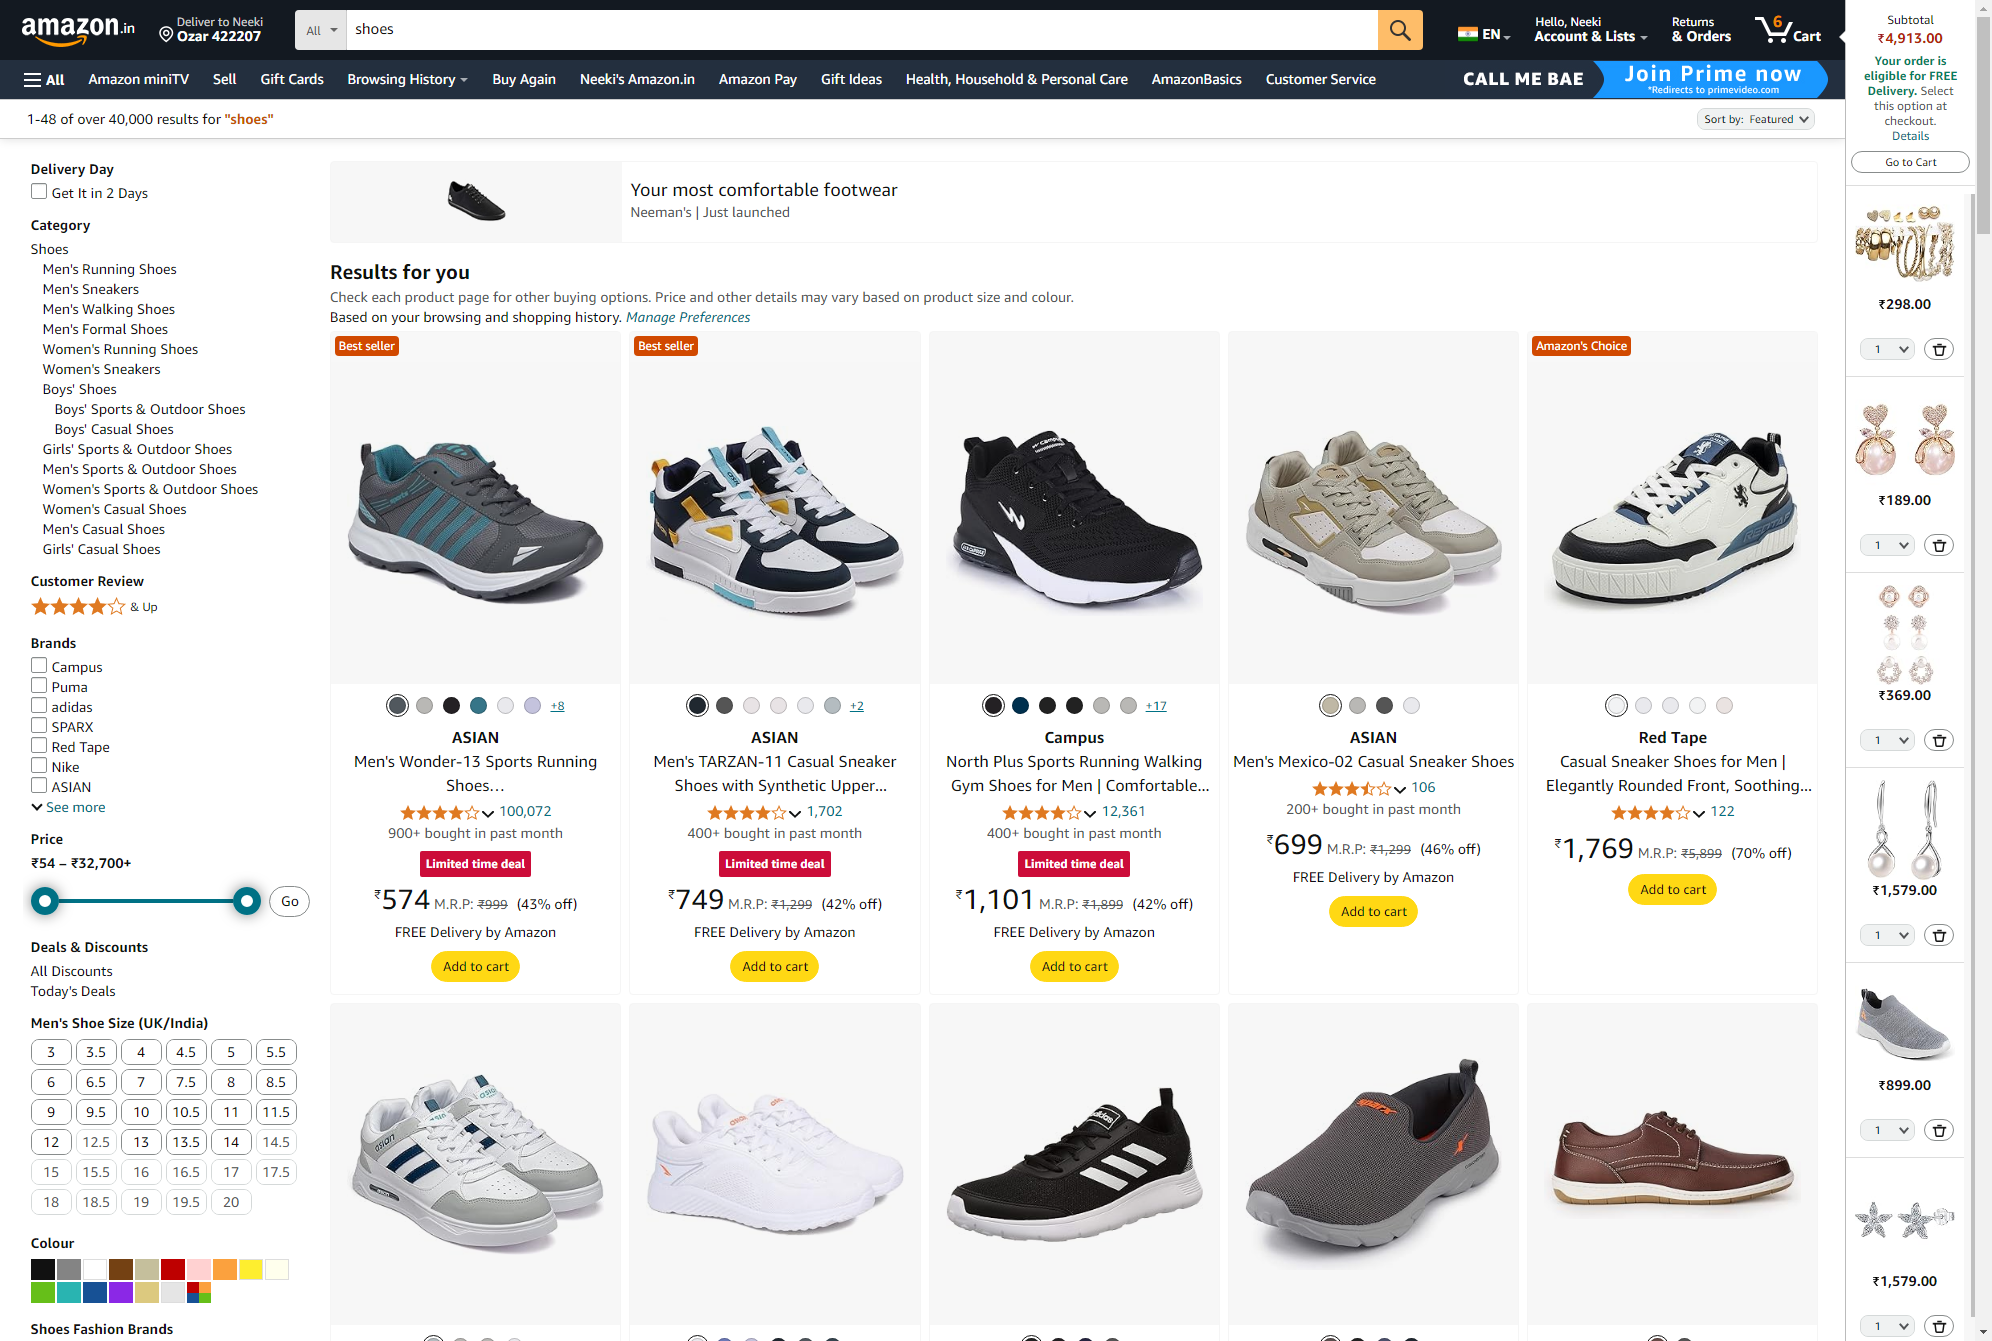 amazon.in
Deliver to Neeki
Ozar 422207
All
shoes
EN
Hello, Neeki
Account & Lists
Returns
& Orders
6
Cart
All
Amazon miniTV
Sell
Gift Cards
Browsing History
Buy Again
Neeki's Amazon.in
Amazon Pay
Gift Ideas
Health, Household & Personal Care
AmazonBasics
Customer Service
CALL ME BAE
Join Prime now
*Redirects to primevideo.com
1-48 of over 40,000 results for "shoes"
Sort by: Featured
Subtotal
₹4,913.00
Your order is
eligible for FREE
Delivery. Select
this option at
checkout.
Details
Go to Cart
₹298.00
1
₹189.00
1
₹369.00
1
₹1,579.00
1
₹899.00
1
₹1,579.00
1
Delivery Day
Get It in 2 Days
Category
Shoes
Men's Running Shoes
Men's Sneakers
Men's Walking Shoes
Men's Formal Shoes
Women's Running Shoes
Women's Sneakers
Boys' Shoes
Boys' Sports & Outdoor Shoes
Boys' Casual Shoes
Girls' Sports & Outdoor Shoes
Men's Sports & Outdoor Shoes
Women's Sports & Outdoor Shoes
Women's Casual Shoes
Men's Casual Shoes
Girls' Casual Shoes
Customer Review
& Up
Brands
Campus
Puma
adidas
SPARX
Red Tape
Nike
ASIAN
See more
Price
₹54 – ₹32,700+
Go
Deals & Discounts
All Discounts
Today's Deals
Men's Shoe Size (UK/India)
3 3.5 4 4.5 5 5.5
6 6.5 7 7.5 8 8.5
9 9.5 10 10.5 11 11.5
12 12.5 13 13.5 14 14.5
15 15.5 16 16.5 17 17.5
18 18.5 19 19.5 20
Colour
Shoes Fashion Brands
Your most comfortable footwear
Neeman's | Just launched
Results for you
Check each product page for other buying options. Price and other details may vary based on product size and colour.
Based on your browsing and shopping history. Manage Preferences
Best seller
+8
ASIAN
Men's Wonder-13 Sports Running
Shoes…
100,072
900+ bought in past month
Limited time deal
₹574 M.R.P: ₹999 (43% off)
FREE Delivery by Amazon
Add to cart
Best seller
+2
ASIAN
Men's TARZAN-11 Casual Sneaker
Shoes with Synthetic Upper...
1,702
400+ bought in past month
Limited time deal
₹749 M.R.P: ₹1,299 (42% off)
FREE Delivery by Amazon
Add to cart
campus
+17
Campus
North Plus Sports Running Walking
Gym Shoes for Men | Comfortable...
12,361
400+ bought in past month
Limited time deal
₹1,101 M.R.P: ₹1,899 (42% off)
FREE Delivery by Amazon
Add to cart
ASIAN
Men's Mexico-02 Casual Sneaker Shoes
106
200+ bought in past month
₹699 M.R.P: ₹1,299 (46% off)
FREE Delivery by Amazon
Add to cart
Amazon's Choice
Red Tape
Casual Sneaker Shoes for Men |
Elegantly Rounded Front, Soothing...
122
₹1,769 M.R.P: ₹5,899 (70% off)
Add to cart
asian
asian
asian
adidas
sparx